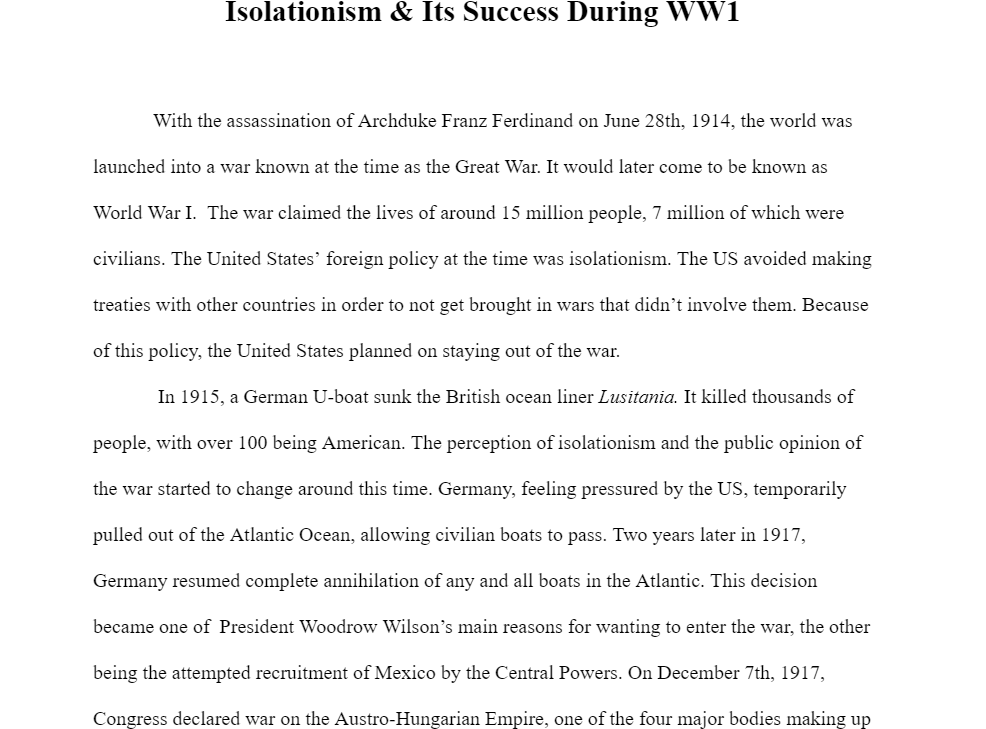 Isolationism & Its Success During WW1
With the assassination of Archduke Franz Ferdinand on June 28th, 1914, the world was
launched into a war known at the time as the Great War. It would later come to be known as
World War I.  The war claimed the lives of around 15 million people, 7 million of which were
civilians. The United States’ foreign policy at the time was isolationism. The US avoided making
treaties with other countries in order to not get brought in wars that didn’t involve them. Because
of this policy, the United States planned on staying out of the war.
In 1915, a German U-boat sunk the British ocean liner Lusitania. It killed thousands of
people, with over 100 being American. The perception of isolationism and the public opinion of
the war started to change around this time. Germany, feeling pressured by the US, temporarily
pulled out of the Atlantic Ocean, allowing civilian boats to pass. Two years later in 1917,
Germany resumed complete annihilation of any and all boats in the Atlantic. This decision
became one of  President Woodrow Wilson’s main reasons for wanting to enter the war, the other
being the attempted recruitment of Mexico by the Central Powers. On December 7th, 1917,
Congress declared war on the Austro-Hungarian Empire, one of the four major bodies making up